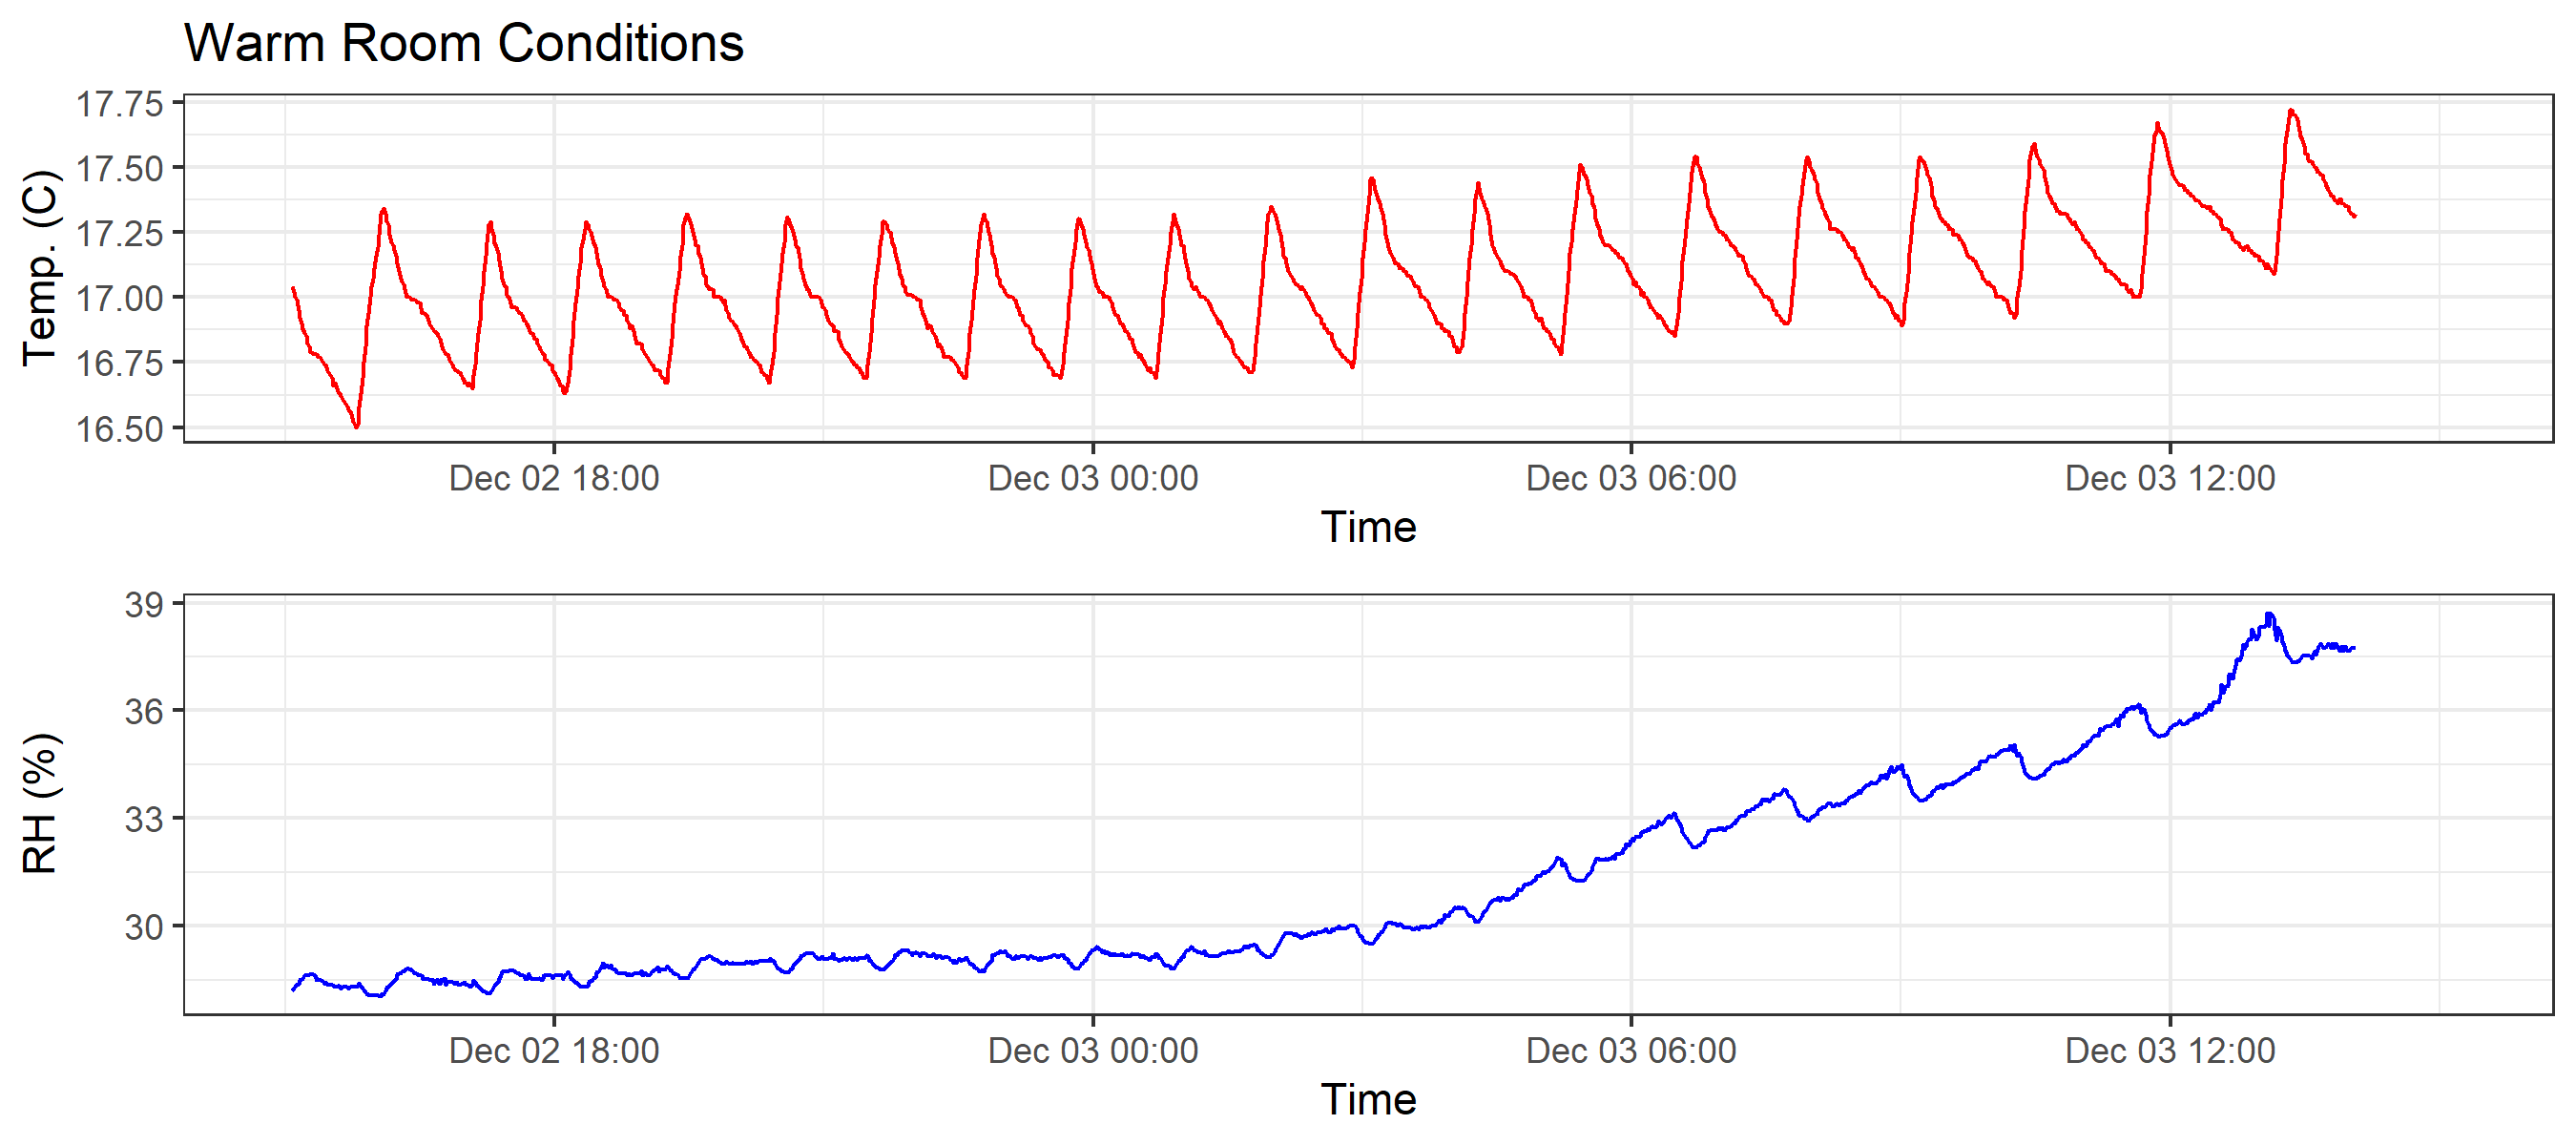 Warm Room Conditions
Temp. (C)
17.75
17.50
17.25
17.00
16.75
16.50
Dec 02 18:00 Dec 03 00:00 Dec 03 06:00 Dec 03 12:00
Time
RH (%)
39
36
33
30
Dec 02 18:00 Dec 03 00:00 Dec 03 06:00 Dec 03 12:00
Time